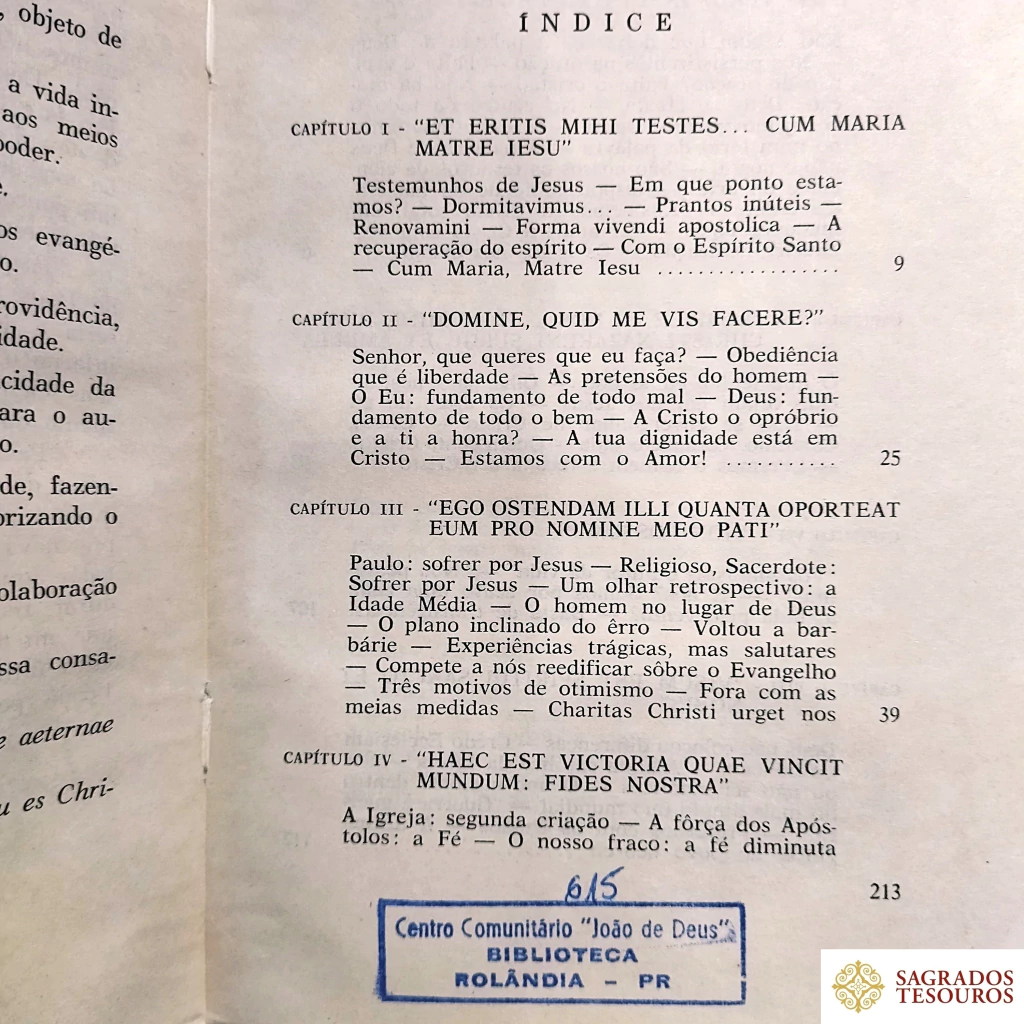 , objeto de
a vida in-
aos meios
poder.
e.
os evangé-
o.
rovidência,
idade.
cidade da
ara o au-
o.
de, fazen-
orizando o
olaboração
ssa consa-
e aeternae
u es Chri-
ÍNDICE
CAPÍTULO I - "ET ERITIS MIHI TESTES... CUM MARIA
MATRE IESU"
Testemunhos de Jesus — Em que ponto esta-
mos? — Dormitavimus... — Prantos inúteis —
Renovamini — Forma vivendi apostolica — A
recuperação do espírito — Com o Espírito Santo
— Cum Maria, Matre Iesu .................. 9
CAPÍTULO II - "DOMINE, QUID ME VIS FACERE?"
Senhor, que queres que eu faça? — Obediência
que é liberdade — As pretensões do homem —
O Eu: fundamento de todo mal — Deus: fun-
damento de todo o bem — A Cristo o opróbrio
e a ti a honra? — A tua dignidade está em
Cristo — Estamos com o Amor! ........... 25
CAPÍTULO III - "EGO OSTENDAM ILLI QUANTA OPORTEAT
EUM PRO NOMINE MEO PATI"
Paulo: sofrer por Jesus — Religioso, Sacerdote:
Sofrer por Jesus — Um olhar retrospectivo: a
Idade Média — O homem no lugar de Deus
— O plano inclinado do êrro — Voltou a bar-
bárie — Experiências trágicas, mas salutares
— Compete a nós reedificar sôbre o Evangelho
— Três motivos de otimismo — Fora com as
meias medidas — Charitas Christi urget nos 39
CAPÍTULO IV - "HAEC EST VICTORIA QUAE VINCIT
MUNDUM: FIDES NOSTRA"
A Igreja: segunda criação — A fôrça dos Após-
tolos: a Fé — O nosso fraco: a fé diminuta
213
615
Centro Comunitário "João de Deus"
BIBLIOTECA
ROLÂNDIA - PR
SAGRADOS
TESOUROS